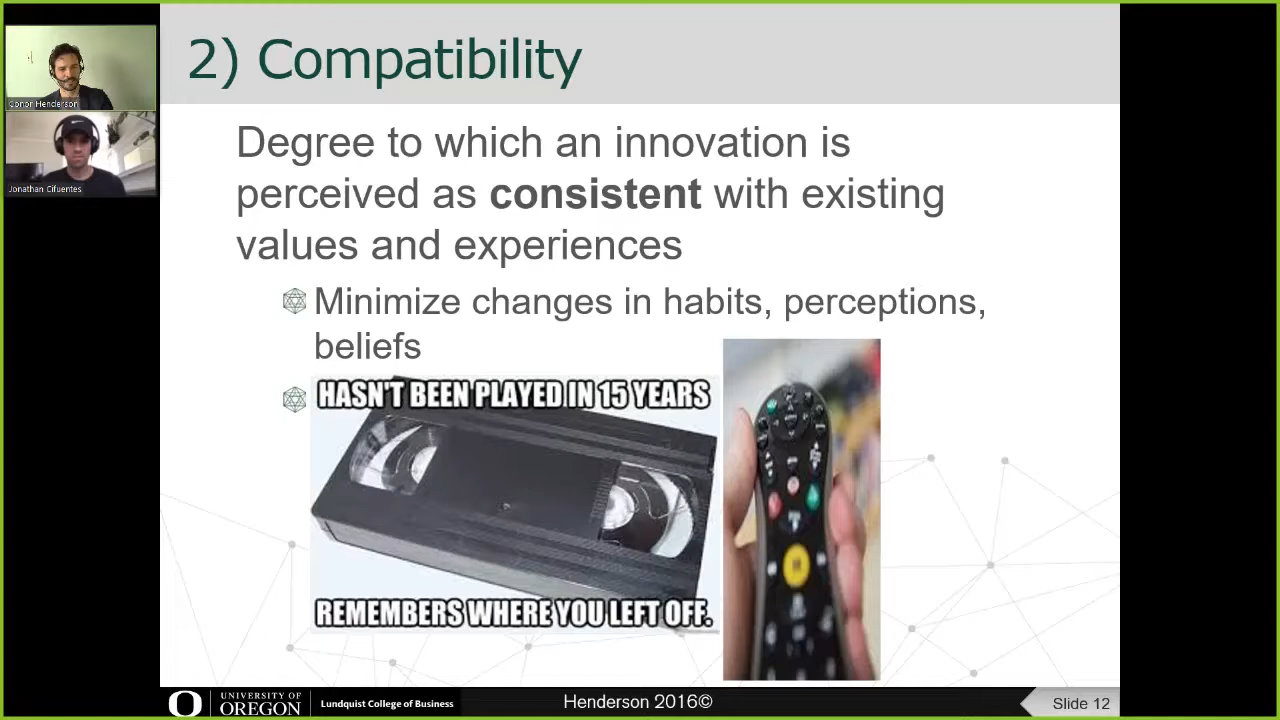 2) Compatibility
Conor Henderson
Jonathan Cifuentes
Degree to which an innovation is
perceived as consistent with existing
values and experiences
Minimize changes in habits, perceptions,
beliefs
HASN'T BEEN PLAYED IN 15 YEARS
REMEMBERS WHERE YOU LEFT OFF.
O
UNIVERSITY OF
OREGON
Lundquist College of Business
Henderson 2016©
Slide 12